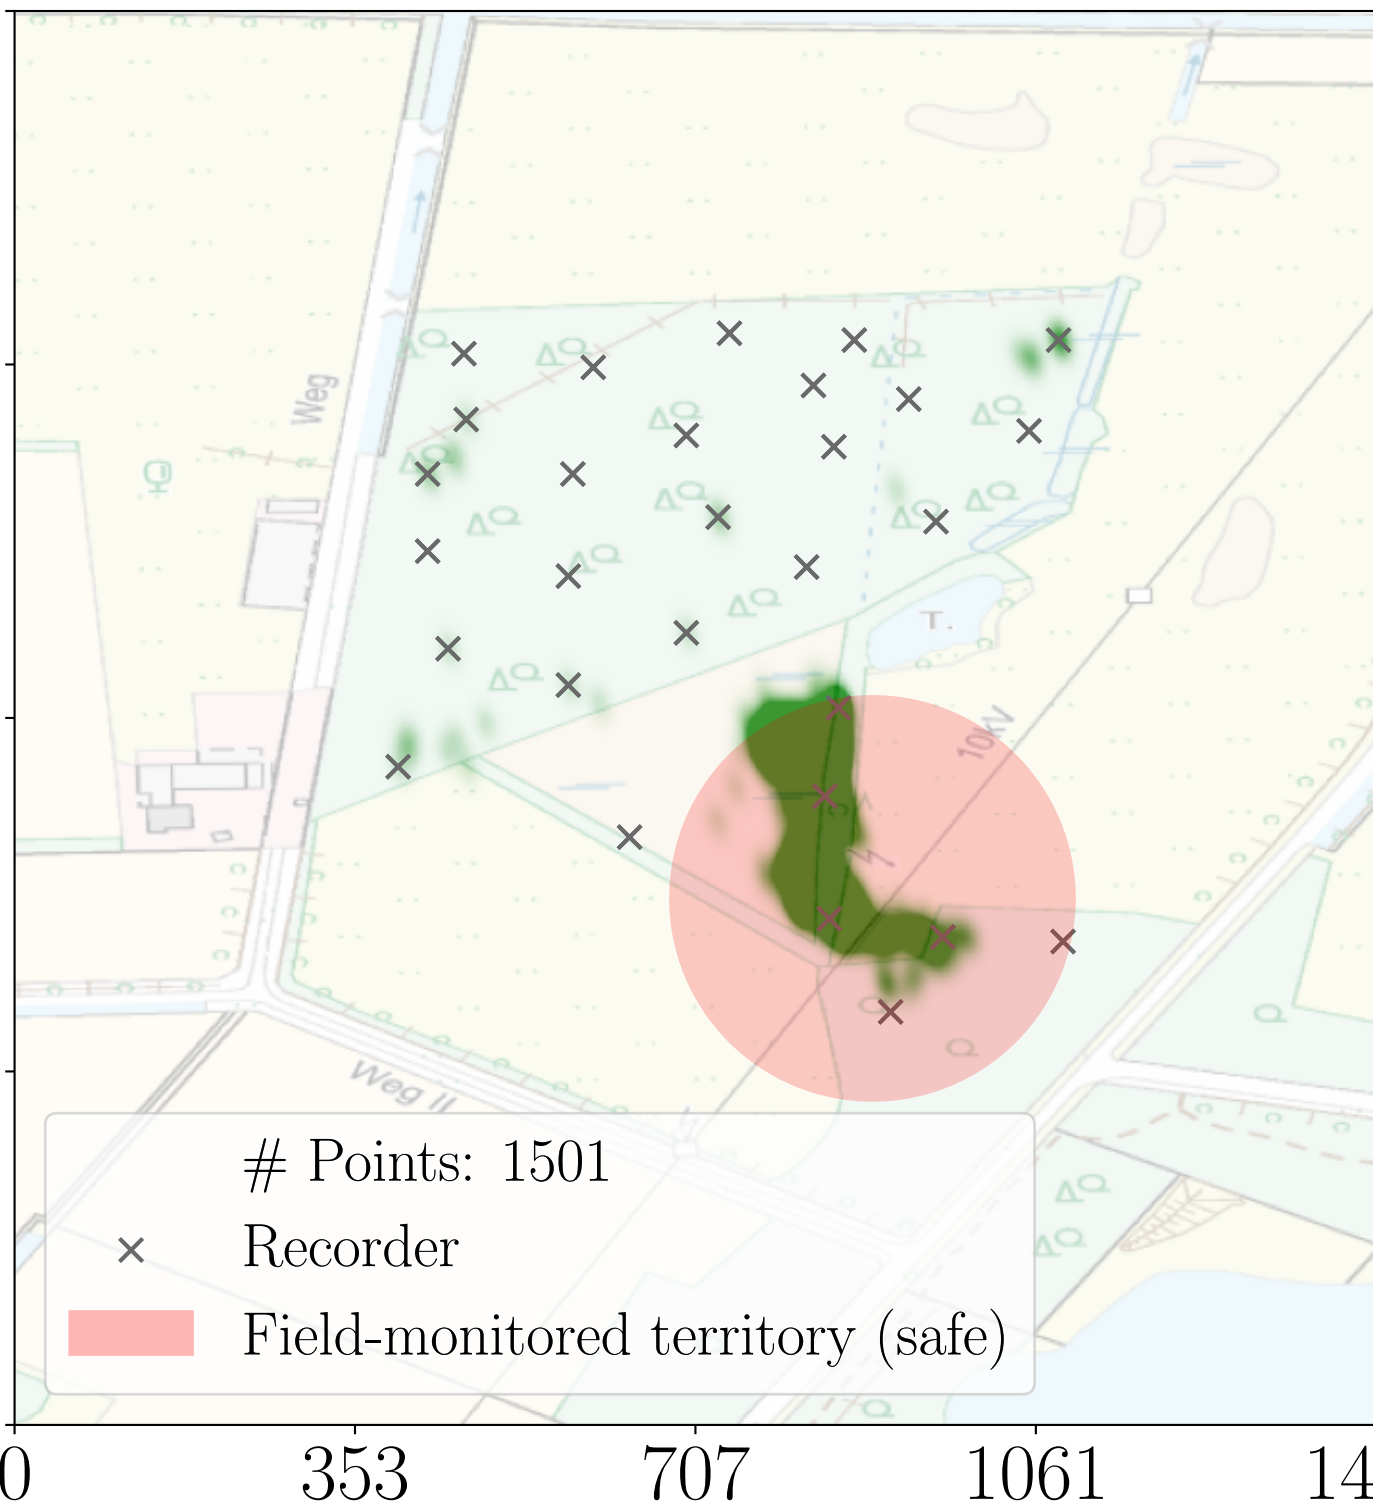 Weg
T.
10kV
Weg II
# Points: 1501
Recorder
Field-monitored territory (safe)
0 353 707 1061 14